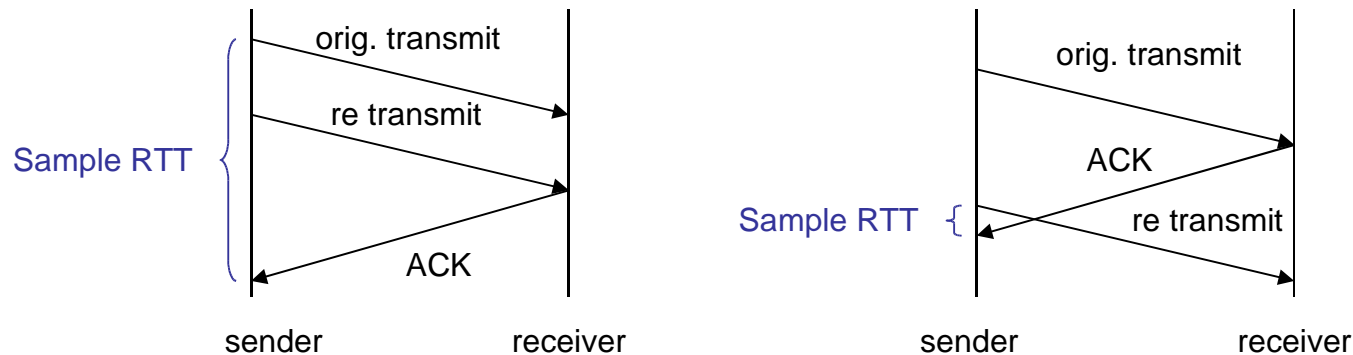 orig. transmit
re transmit
Sample RTT
ACK
sender
receiver
orig. transmit
ACK
Sample RTT
re transmit
sender
receiver